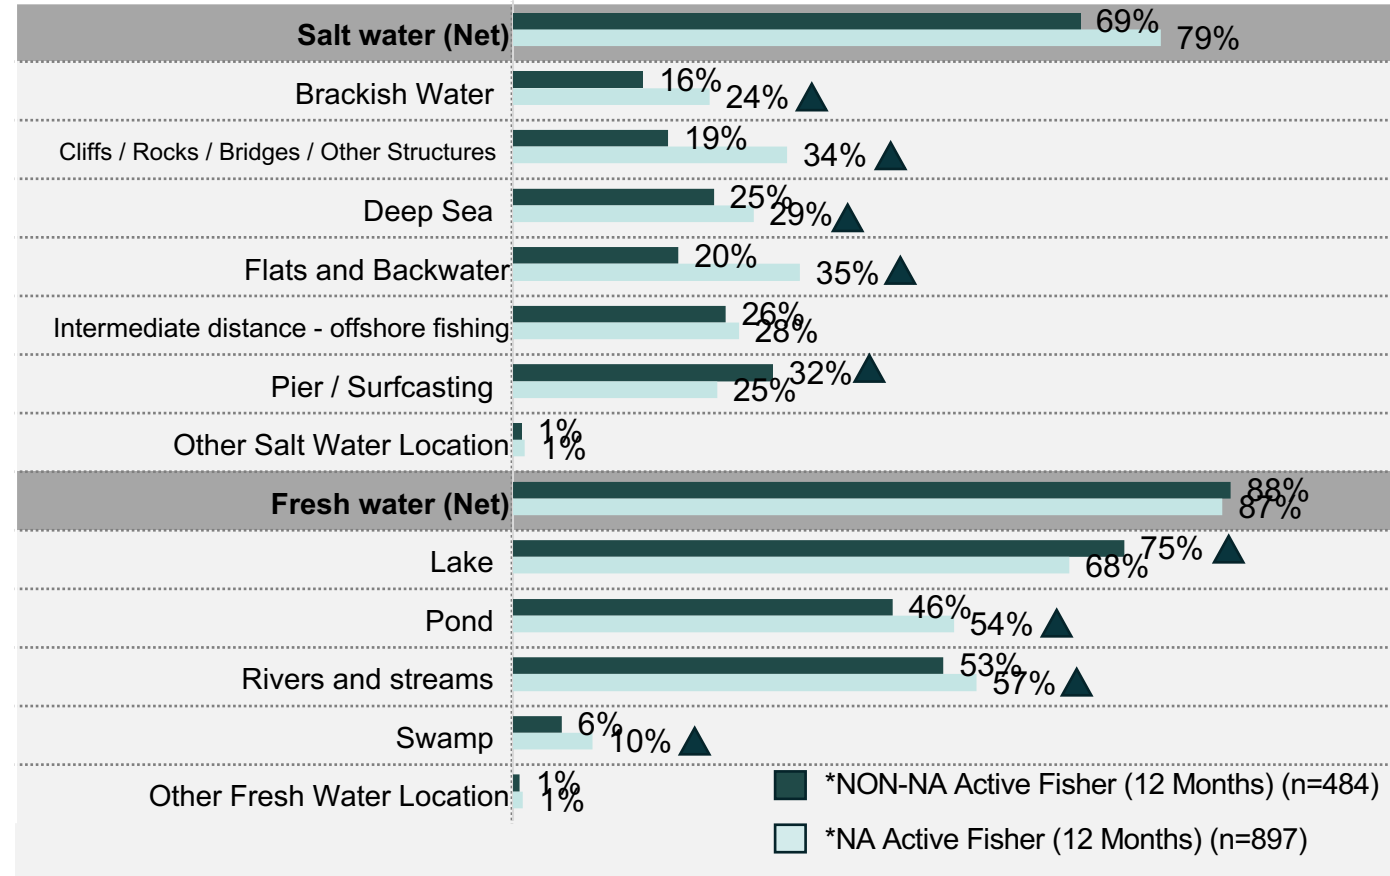 Salt water (Net) 69%
79%
Brackish Water 16%
24%
Cliffs / Rocks / Bridges / Other Structures 19%
34%
Deep Sea 25%
29%
Flats and Backwater 20%
35%
Intermediate distance - offshore fishing 26%
28%
Pier / Surfcasting 32%
25%
Other Salt Water Location 1%
1%
Fresh water (Net) 88%
87%
Lake 75%
68%
Pond 46%
54%
Rivers and streams 53%
57%
Swamp 6%
10%
Other Fresh Water Location 1%
1%
*NON-NA Active Fisher (12 Months) (n=484)
*NA Active Fisher (12 Months) (n=897)